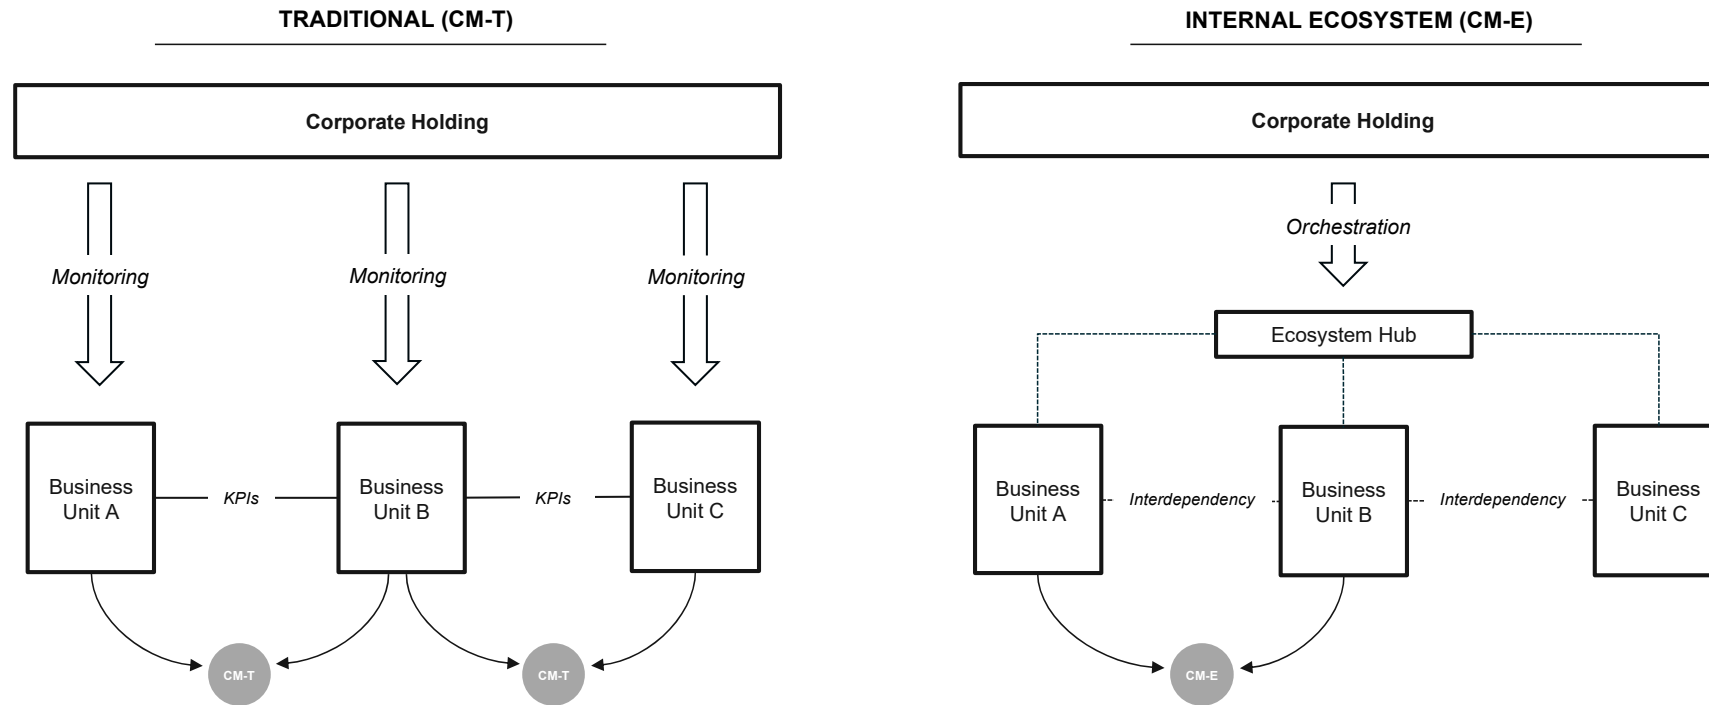 TRADITIONAL (CM-T)
Corporate Holding
Monitoring
Monitoring
Monitoring
Business
Unit A
KPIs
Business
Unit B
KPIs
Business
Unit C
CM-T
CM-T
INTERNAL ECOSYSTEM (CM-E)
Corporate Holding
Orchestration
Ecosystem Hub
Business
Unit A
Interdependency
Business
Unit B
Interdependency
Business
Unit C
CM-E